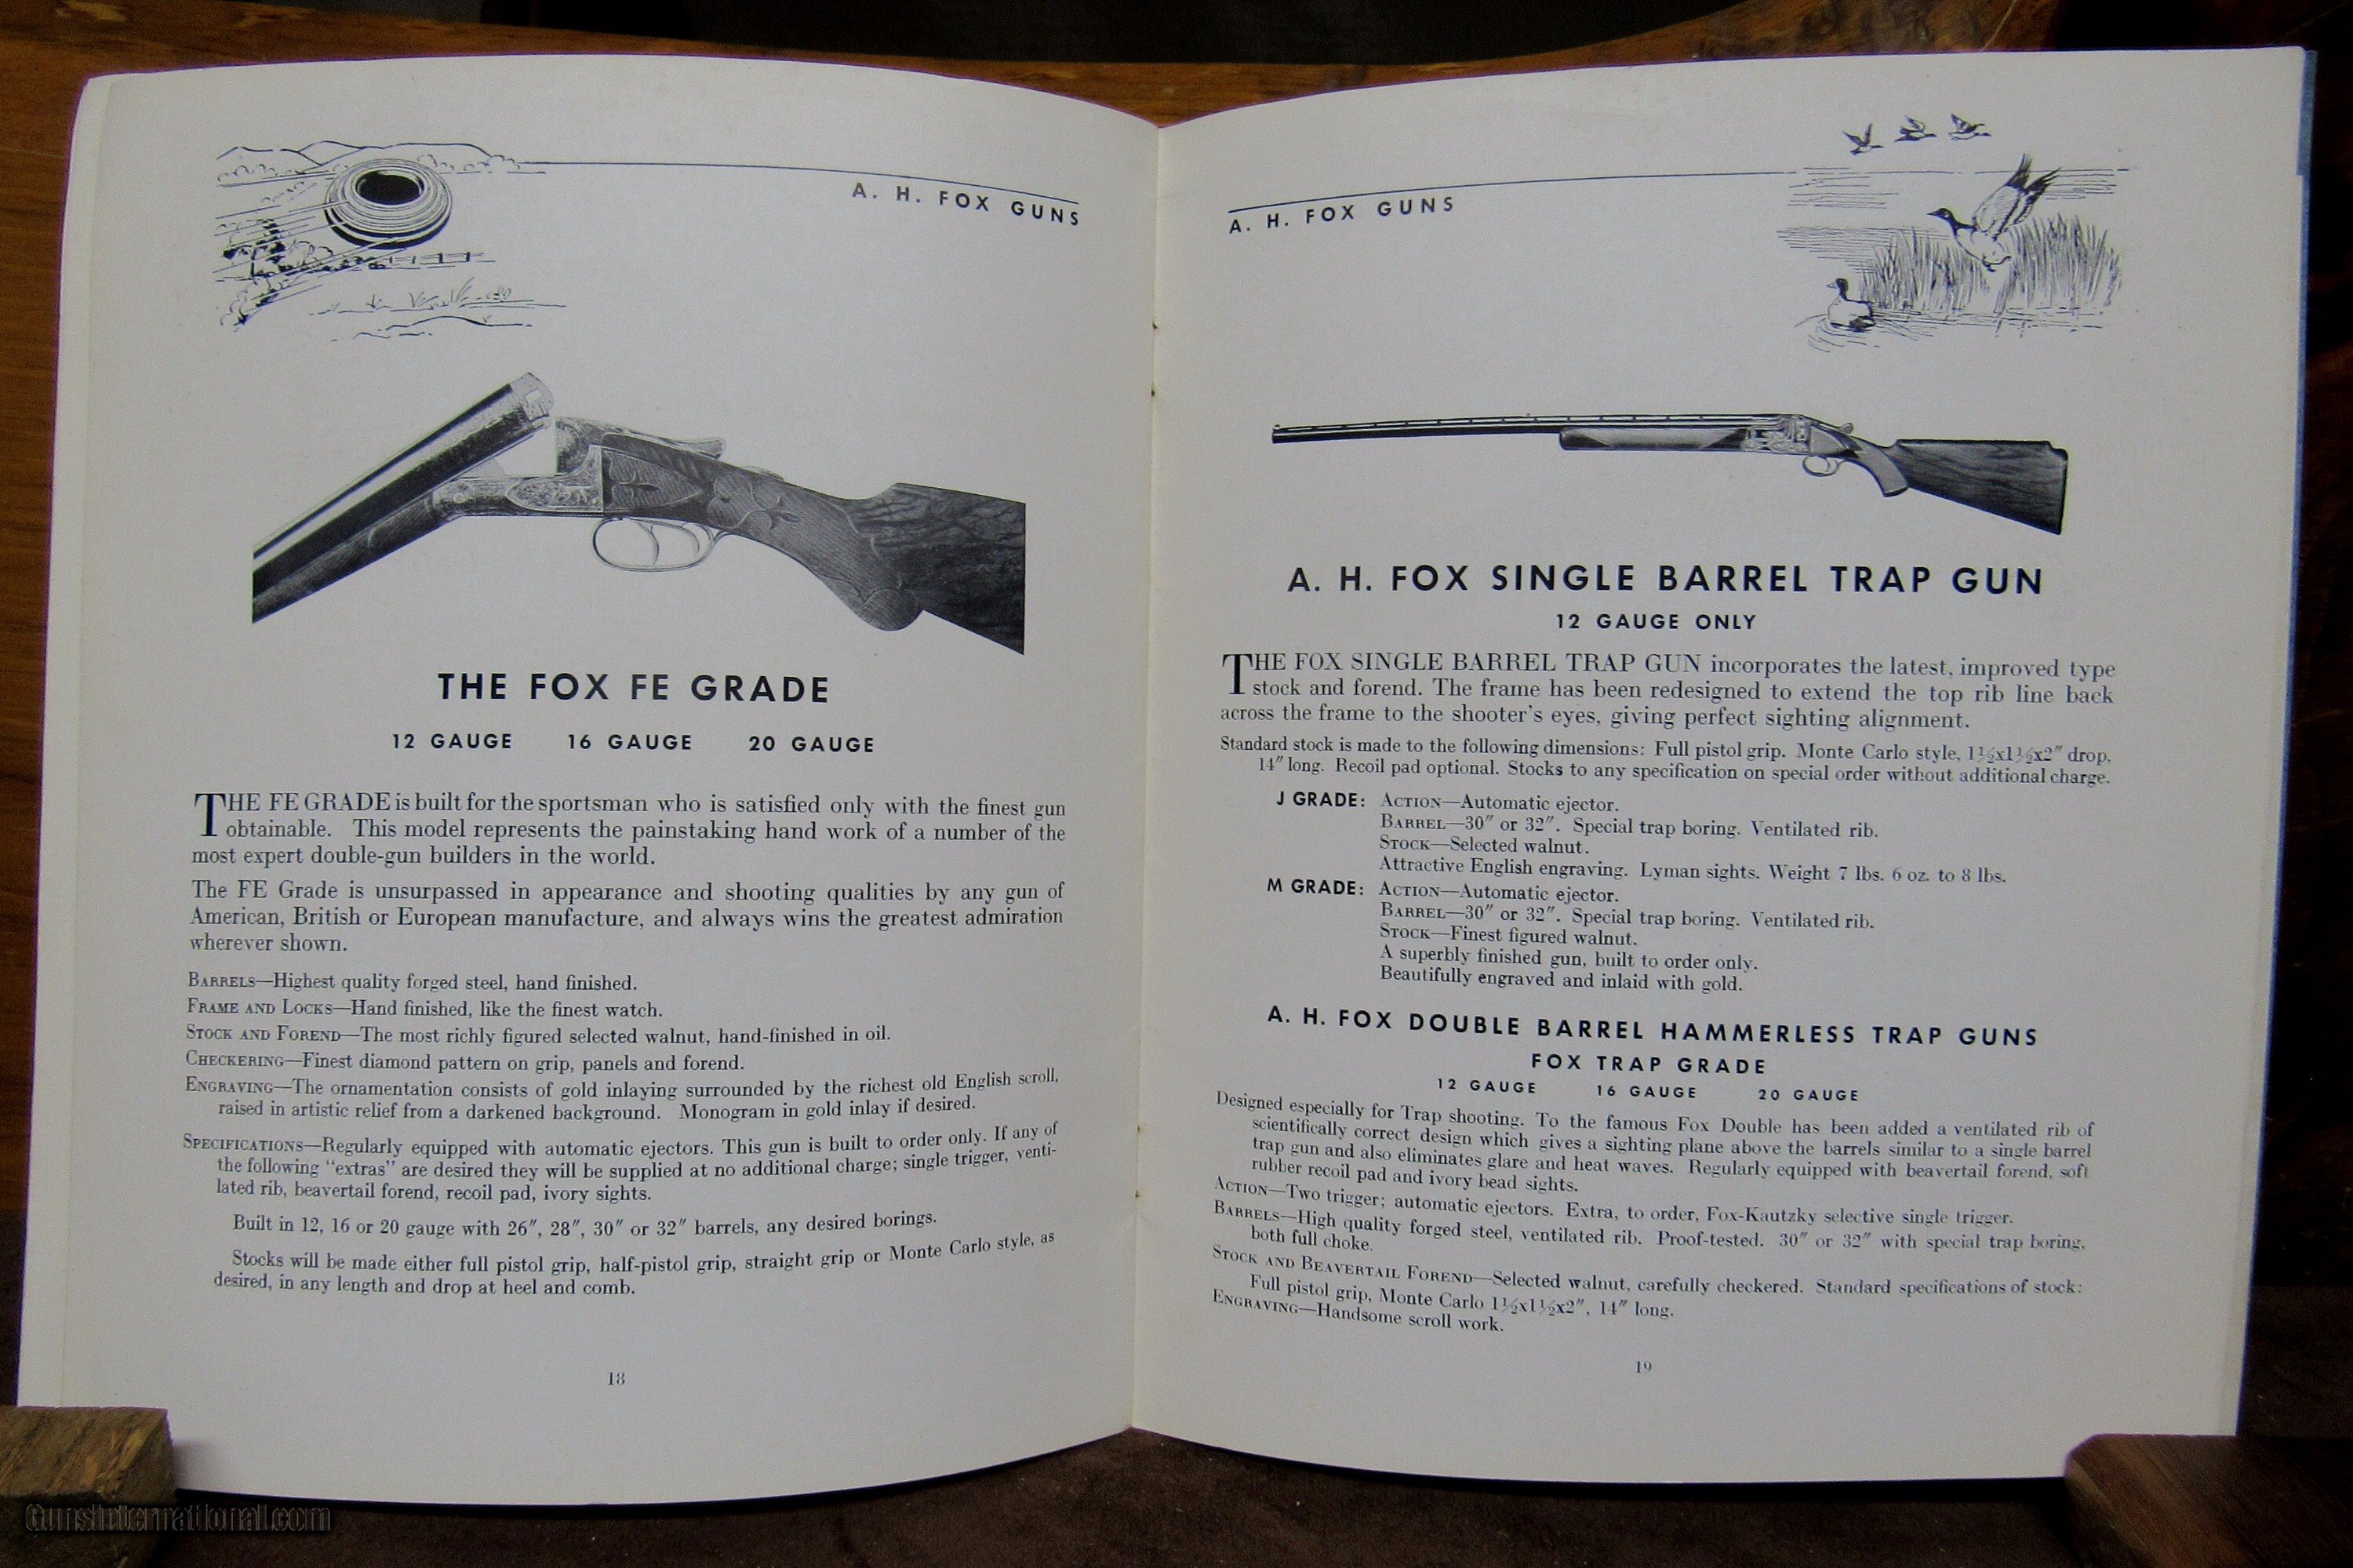 A. H. FOX GUNS
THE FOX FE GRADE
12 GAUGE 16 GAUGE 20 GAUGE
THE FE GRADE is built for the sportsman who is satisfied only with the finest gun
obtainable. This model represents the painstaking hand work of a number of the
most expert double-gun builders in the world.
The FE Grade is unsurpassed in appearance and shooting qualities by any gun of
American, British or European manufacture, and always wins the greatest admiration
wherever shown.
BARRELS—Highest quality forged steel, hand finished.
FRAME AND LOCKS—Hand finished, like the finest watch.
STOCK AND FOREND—The most richly figured selected walnut, hand-finished in oil.
CHECKERING—Finest diamond pattern on grip, panels and forend.
ENGRAVING—The ornamentation consists of gold inlaying surrounded by the richest old English scroll,
raised in artistic relief from a darkened background. Monogram in gold inlay if desired.
SPECIFICATIONS—Regularly equipped with automatic ejectors. This gun is built to order only. If any of
the following "extras" are desired they will be supplied at no additional charge; single trigger, venti-
lated rib, beavertail forend, recoil pad, ivory sights.
Built in 12, 16 or 20 gauge with 26", 28", 30" or 32" barrels, any desired borings.
Stocks will be made either full pistol grip, half-pistol grip, straight grip or Monte Carlo style, as
desired, in any length and drop at heel and comb.
18
A. H. FOX GUNS
A. H. FOX SINGLE BARREL TRAP GUN
12 GAUGE ONLY
THE FOX SINGLE BARREL TRAP GUN incorporates the latest, improved type
stock and forend. The frame has been redesigned to extend the top rib line back
across the frame to the shooter's eyes, giving perfect sighting alignment.
Standard stock is made to the following dimensions: Full pistol grip. Monte Carlo style, 1½x1½x2" drop,
14" long. Recoil pad optional. Stocks to any specification on special order without additional charge.
J GRADE: ACTION—Automatic ejector.
BARREL—30" or 32". Special trap boring. Ventilated rib.
STOCK—Selected walnut.
Attractive English engraving. Lyman sights. Weight 7 lbs. 6 oz. to 8 lbs.
M GRADE: ACTION—Automatic ejector.
BARREL—30" or 32". Special trap boring. Ventilated rib.
STOCK—Finest figured walnut.
A superbly finished gun, built to order only.
Beautifully engraved and inlaid with gold.
A. H. FOX DOUBLE BARREL HAMMERLESS TRAP GUNS
FOX TRAP GRADE
12 GAUGE 16 GAUGE 20 GAUGE
Designed especially for Trap shooting. To the famous Fox Double has been added a ventilated rib of
scientifically correct design which gives a sighting plane above the barrels similar to a single barrel
trap gun and also eliminates glare and heat waves. Regularly equipped with beavertail forend, soft
rubber recoil pad and ivory bead sights.
ACTION—Two trigger; automatic ejectors. Extra, to order, Fox-Kautzky selective single trigger.
BARRELS—High quality forged steel, ventilated rib. Proof-tested. 30" or 32" with special trap boring,
both full choke.
STOCK AND BEAVERTAIL FOREND—Selected walnut, carefully checkered. Standard specifications of stock:
Full pistol grip, Monte Carlo 1½x1½x2", 14" long.
ENGRAVING—Handsome scroll work.
19
GunsInternational.com